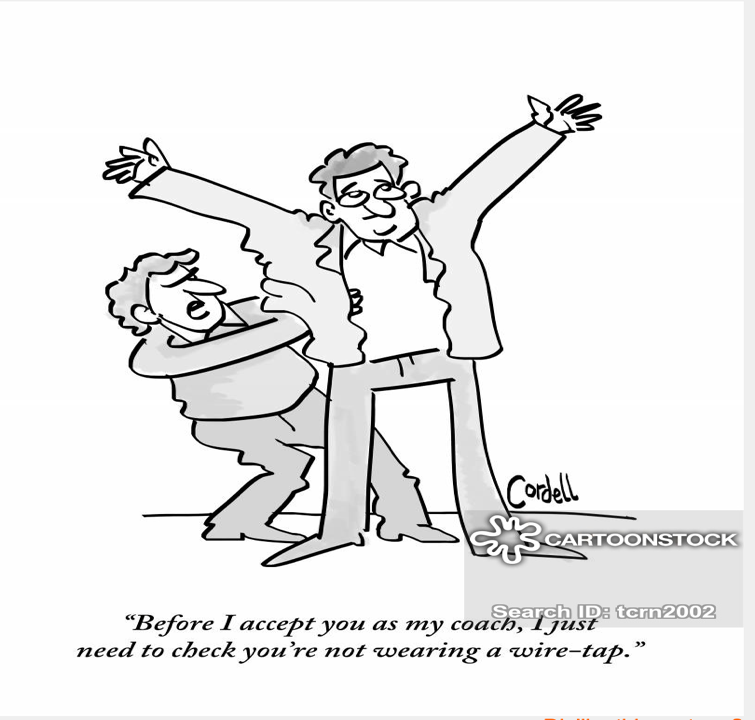 Cordell
CARTOONSTOCK
Search ID: tcrn2002
“Before I accept you as my coach, I just
need to check you’re not wearing a wire-tap.”